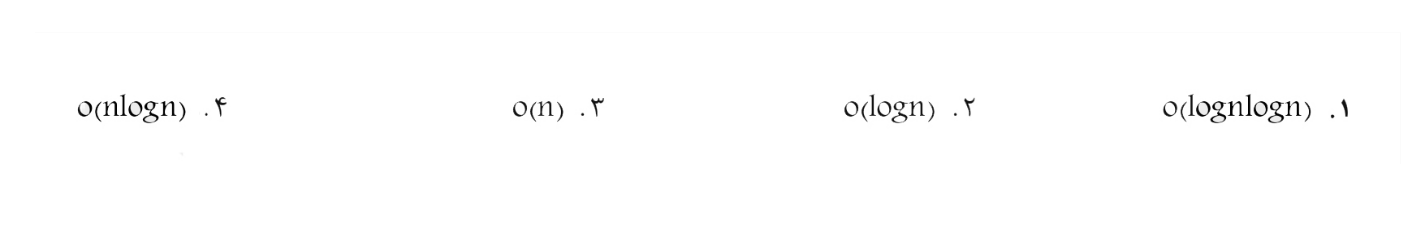 ۱. o(lognlogn) ۲. o(logn) ۳. o(n) ۴. o(nlogn)